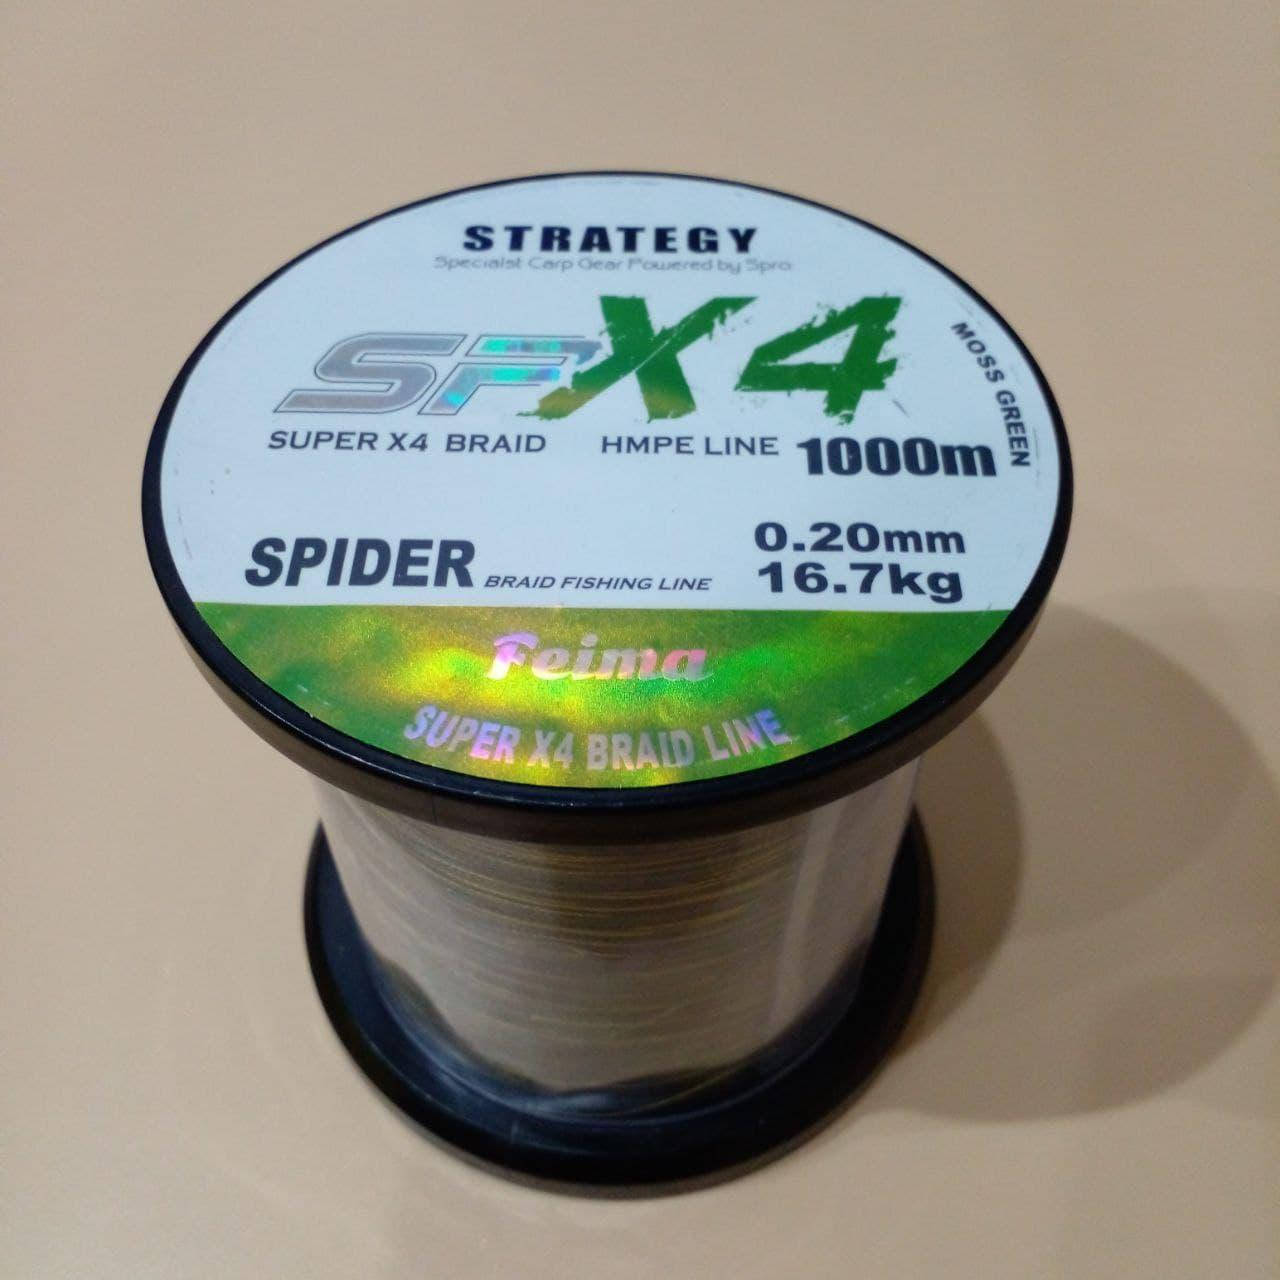 STRATEGY
Specialst Carp Gear Powered by Spro
SFX4
MOSS GREEN
SUPER X4 BRAID HMPE LINE 1000m
SPIDER BRAID FISHING LINE
0.20mm
16.7kg
Feima
SUPER X4 BRAID LINE